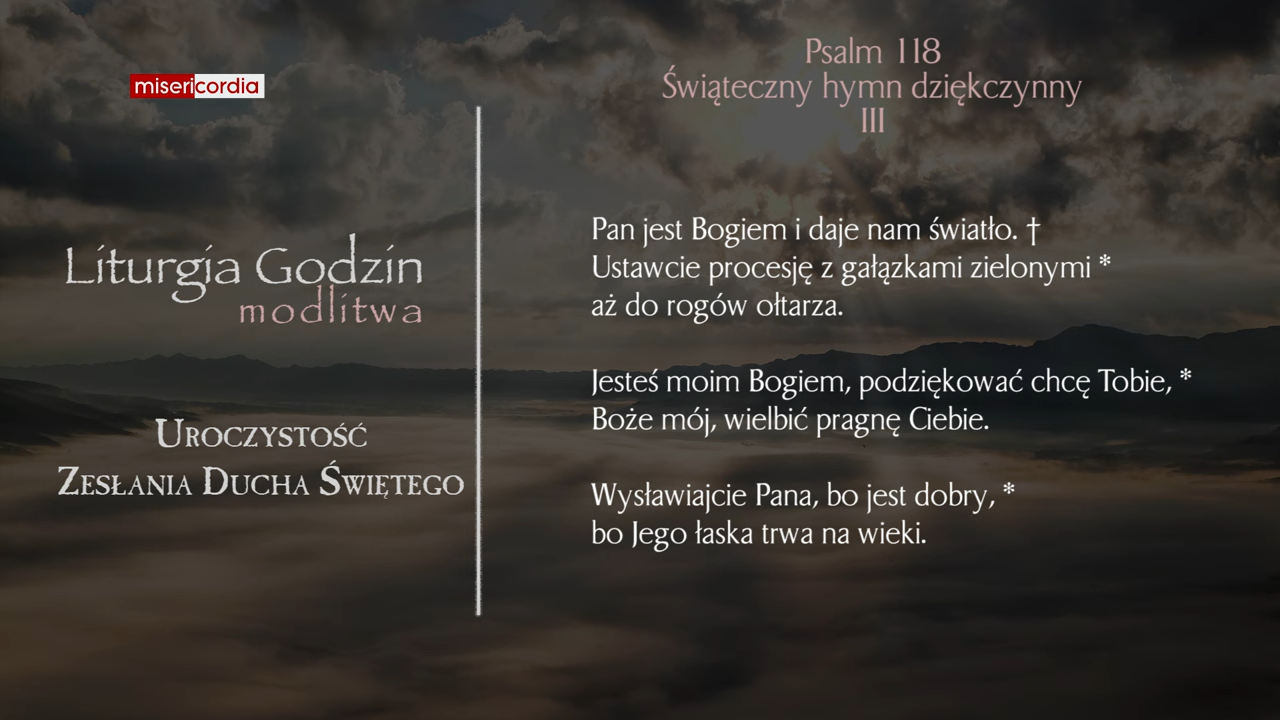 misericordia
Liturgia Godzin
modlitwa
Uroczystość
Zesłania Ducha Świętego
Psalm 118
Świąteczny hymn dziękczynny
III
Pan jest Bogiem i daje nam światło. †
Ustawcie procesję z gałązkami zielonymi *
aż do rogów ołtarza.
Jesteś moim Bogiem, podziękować chcę Tobie, *
Boże mój, wielbić pragnę Ciebie.
Wysławiajcie Pana, bo jest dobry, *
bo Jego łaska trwa na wieki.